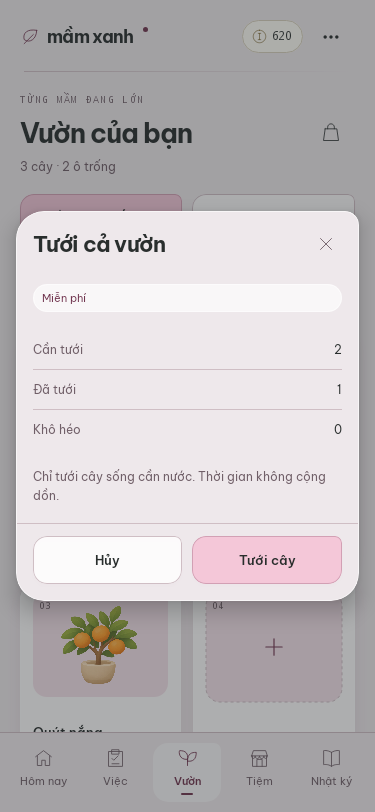 mầm xanh
620
TỪNG MẦM ĐANG LỚN
Vườn của bạn
3 cây · 2 ô trống
Tưới cả vườn
Miễn phí
Cần tưới 2
Đã tưới 1
Khô héo 0
Chỉ tưới cây sống cần nước. Thời gian không cộng
dồn.
Hủy
Tưới cây
03
04
Hôm nay
Việc
Vườn
Tiệm
Nhật ký